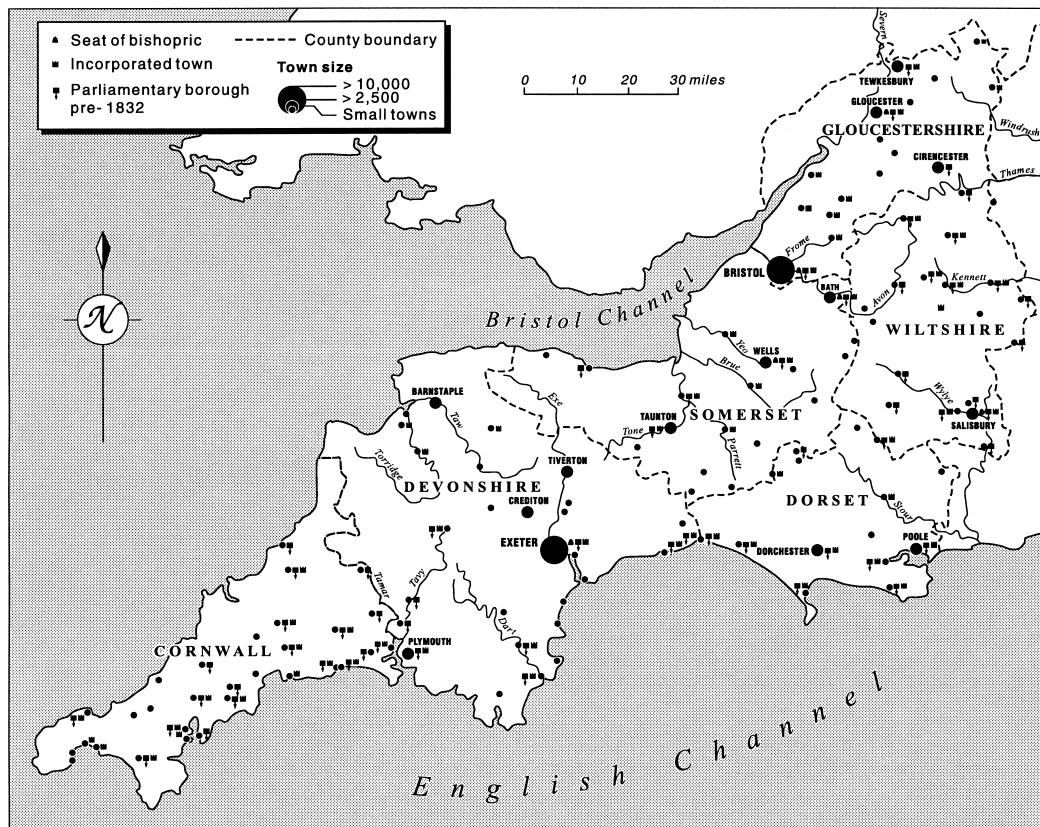 Seat of bishopric
Incorporated town
Parliamentary borough
pre- 1832
County boundary
Town size
> 10,000
> 2,500
Small towns
0 10 20 30 miles
Severn
TEWKESBURY
GLOUCESTER
GLOUCESTERSHIRE
Windrush
CIRENCESTER
Thames
Frome
BRISTOL
BATH
Avon
Kennett
WILTSHIRE
N
Bristol Channel
Yeo
WELLS
Brue
Wylye
SALISBURY
BARNSTAPLE
Taw
Exe
Torridge
Tone
TAUNTON
SOMERSET
Parrett
TIVERTON
DEVONSHIRE
CREDITON
EXETER
DORSET
Stour
DORCHESTER
POOLE
Tamar
Tavy
Dart
PLYMOUTH
CORNWALL
English Channel